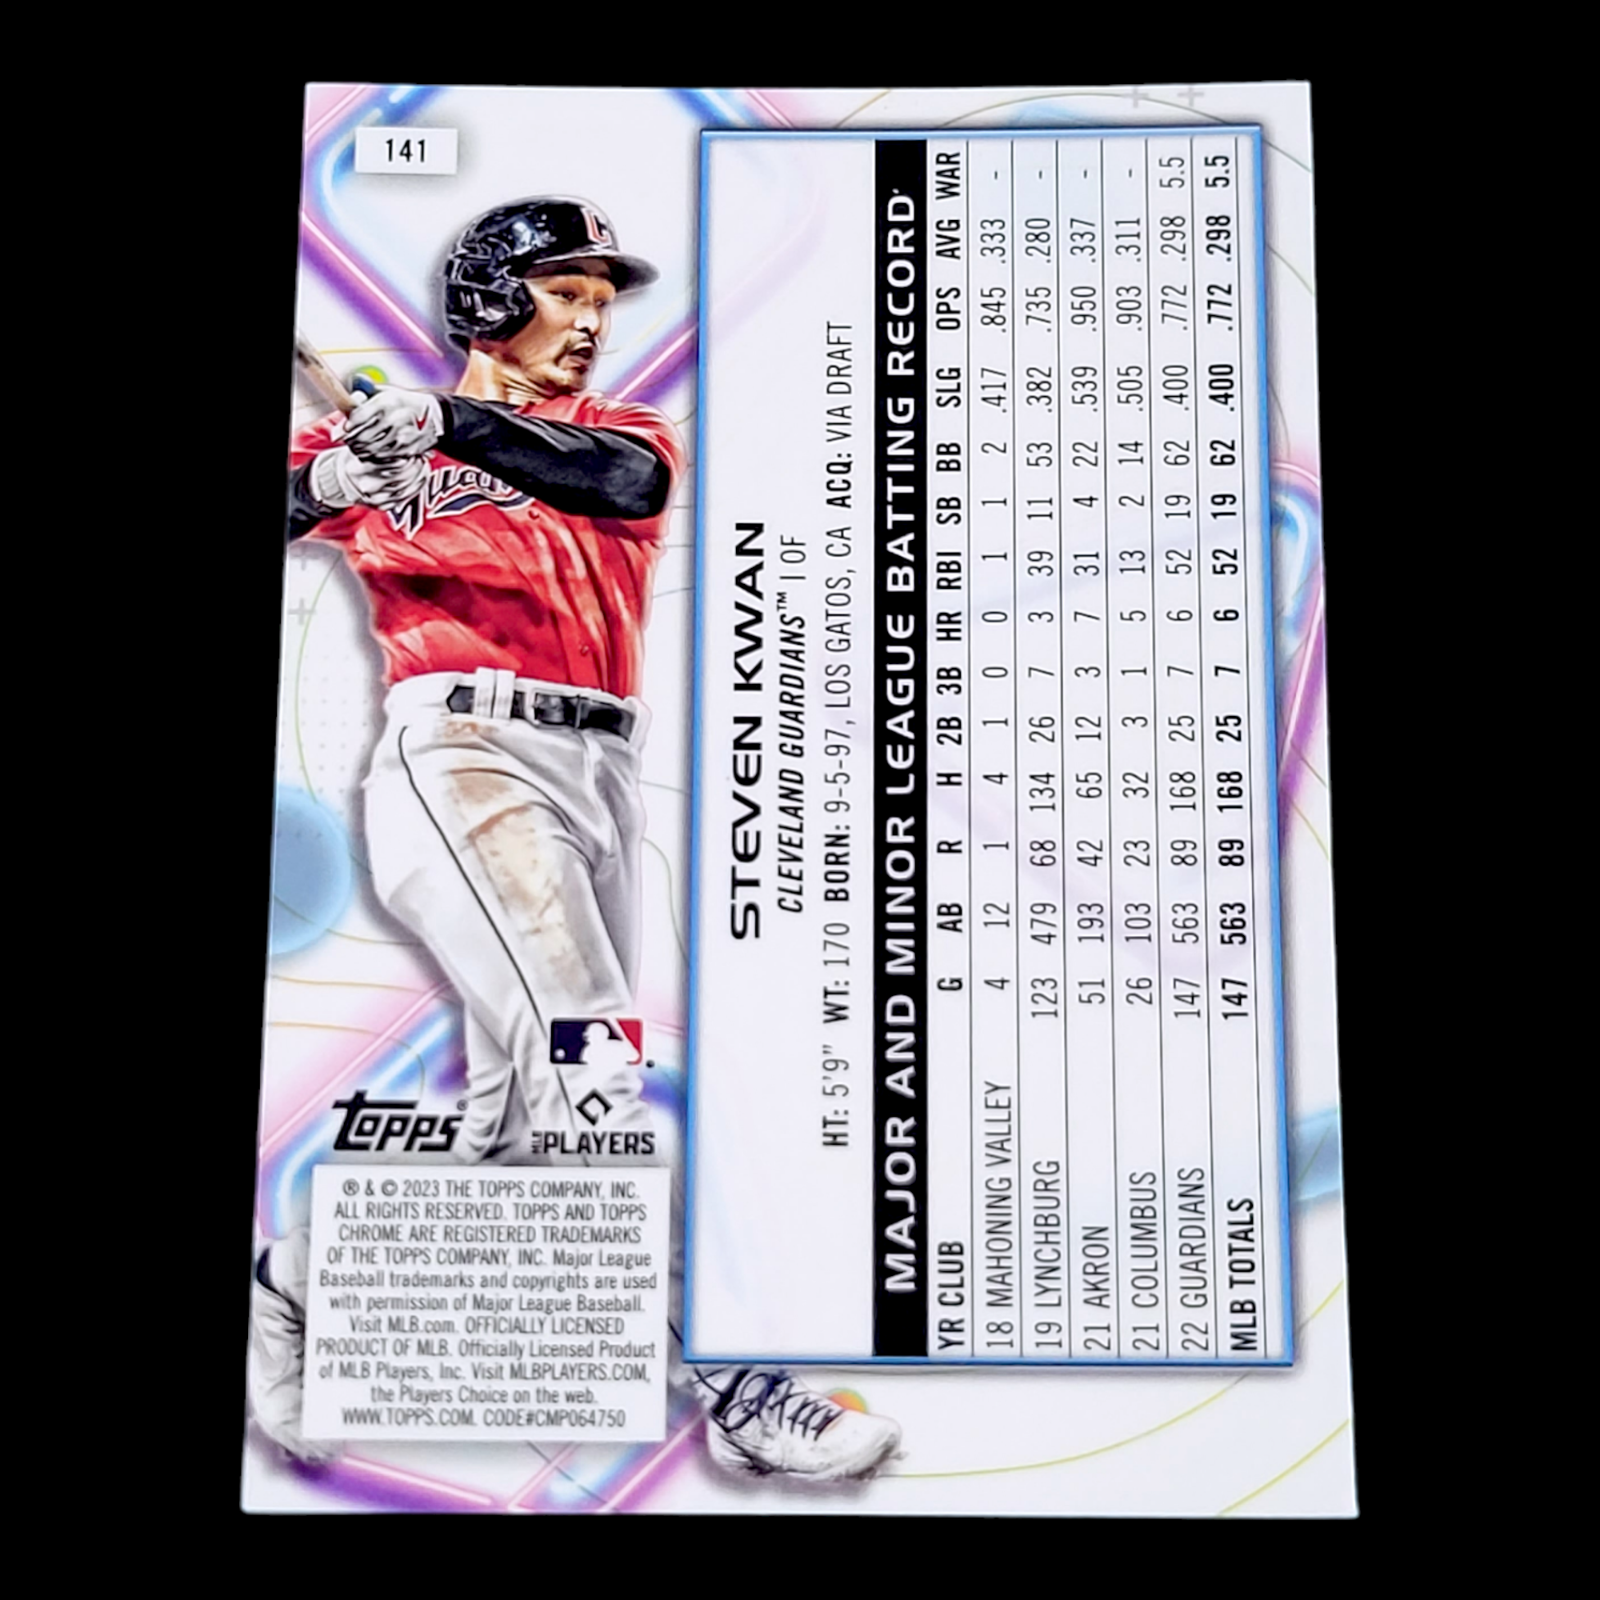 141
topps®
MLB PLAYERS
® & © 2023 THE TOPPS COMPANY, INC.
ALL RIGHTS RESERVED. TOPPS AND TOPPS
CHROME ARE REGISTERED TRADEMARKS
OF THE TOPPS COMPANY, INC. Major League
Baseball trademarks and copyrights are used
with permission of Major League Baseball.
Visit MLB.com. OFFICIALLY LICENSED
PRODUCT OF MLB. Officially Licensed Product
of MLB Players, Inc. Visit MLBPLAYERS.COM,
the Players Choice on the web.
WWW.TOPPS.COM. CODE#CMP064750
STEVEN KWAN
CLEVELAND GUARDIANS™ | OF
HT: 5'9" WT: 170 BORN: 9-5-97, LOS GATOS, CA ACQ: VIA DRAFT
MAJOR AND MINOR LEAGUE BATTING RECORD
YR CLUB G AB R H 2B 3B HR RBI SB BB SLG OPS AVG WAR
18 MAHONING VALLEY 4 12 1 4 1 0 0 1 1 2 .417 .845 .333 -
19 LYNCHBURG 123 479 68 134 26 7 3 39 11 53 .382 .735 .280 -
21 AKRON 51 193 42 65 12 3 7 31 4 22 .539 .950 .337 -
21 COLUMBUS 26 103 23 32 3 1 5 13 2 14 .505 .903 .311 -
22 GUARDIANS 147 563 89 168 25 7 6 52 19 62 .400 .772 .298 5.5
MLB TOTALS 147 563 89 168 25 7 6 52 19 62 .400 .772 .298 5.5